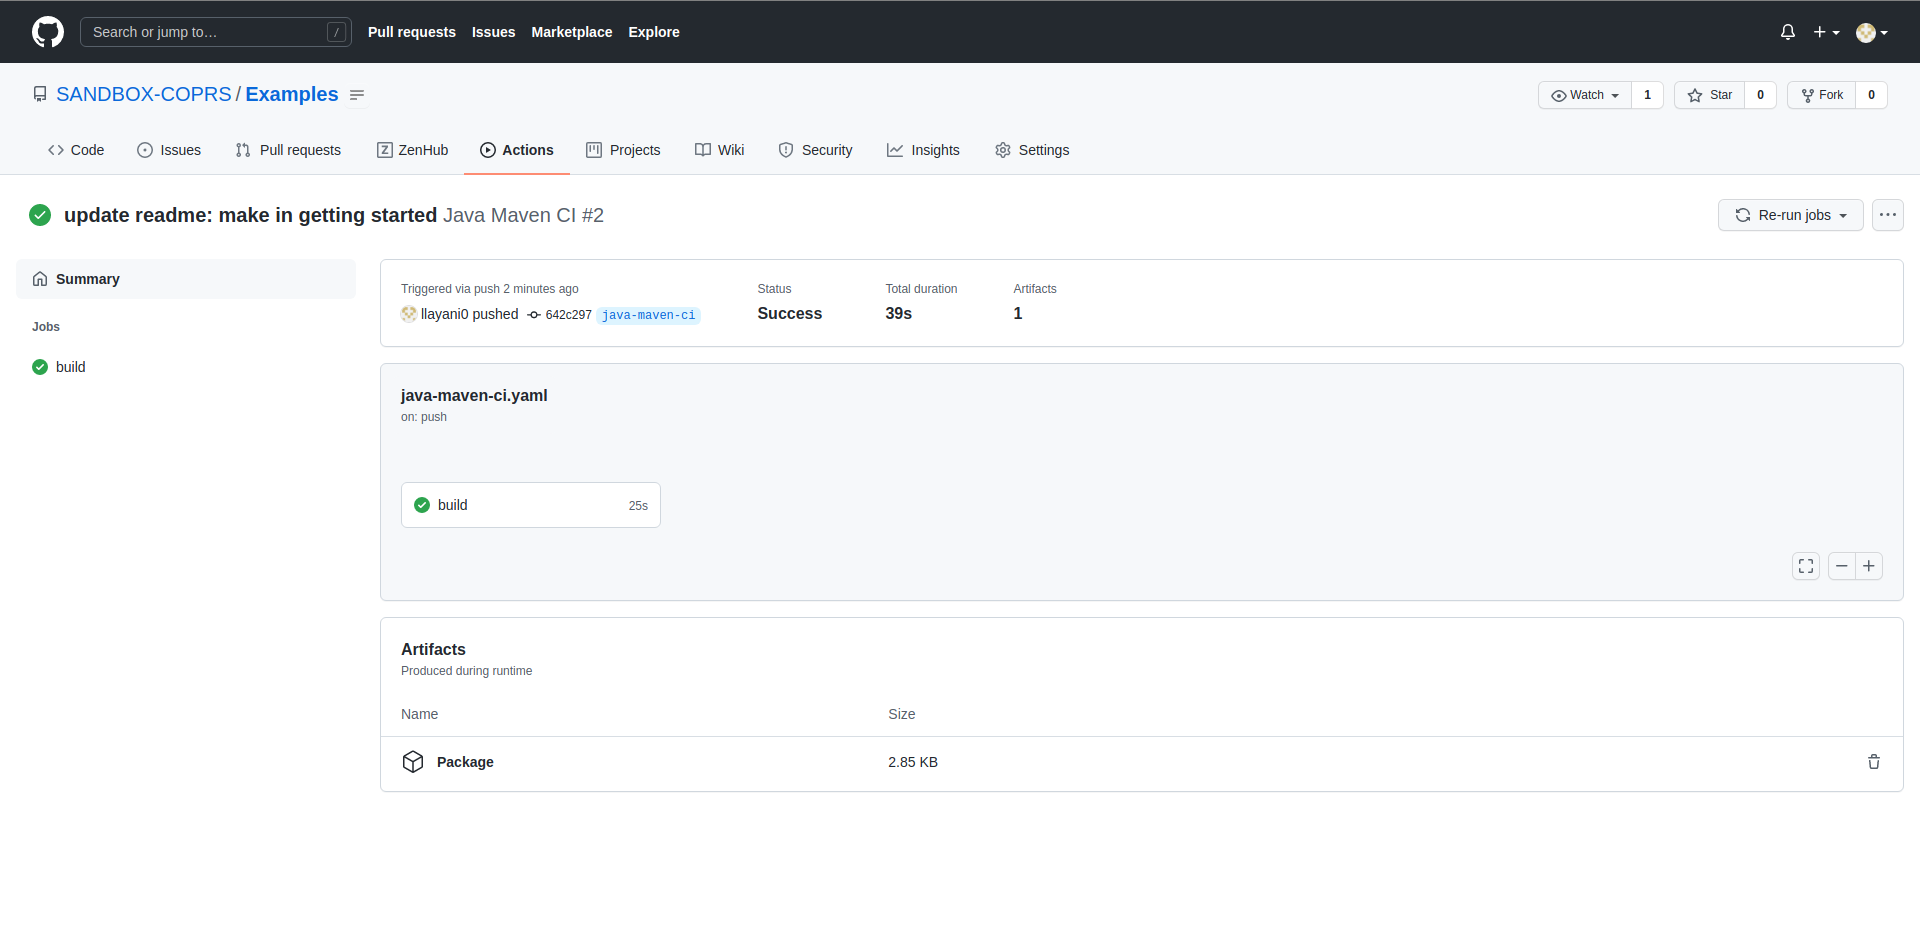 Search or jump to…
/
Pull requests Issues Marketplace Explore
SANDBOX-COPRS / Examples
Watch 1 Star 0 Fork 0
Code Issues Pull requests ZenHub Actions Projects Wiki Security Insights Settings
update readme: make in getting started Java Maven CI #2
Re-run jobs
Summary
Jobs
build
Triggered via push 2 minutes ago
llayani0 pushed 642c297 java-maven-ci
Status
Success
Total duration
39s
Artifacts
1
java-maven-ci.yaml
on: push
build 25s
Artifacts
Produced during runtime
Name Size
Package 2.85 KB